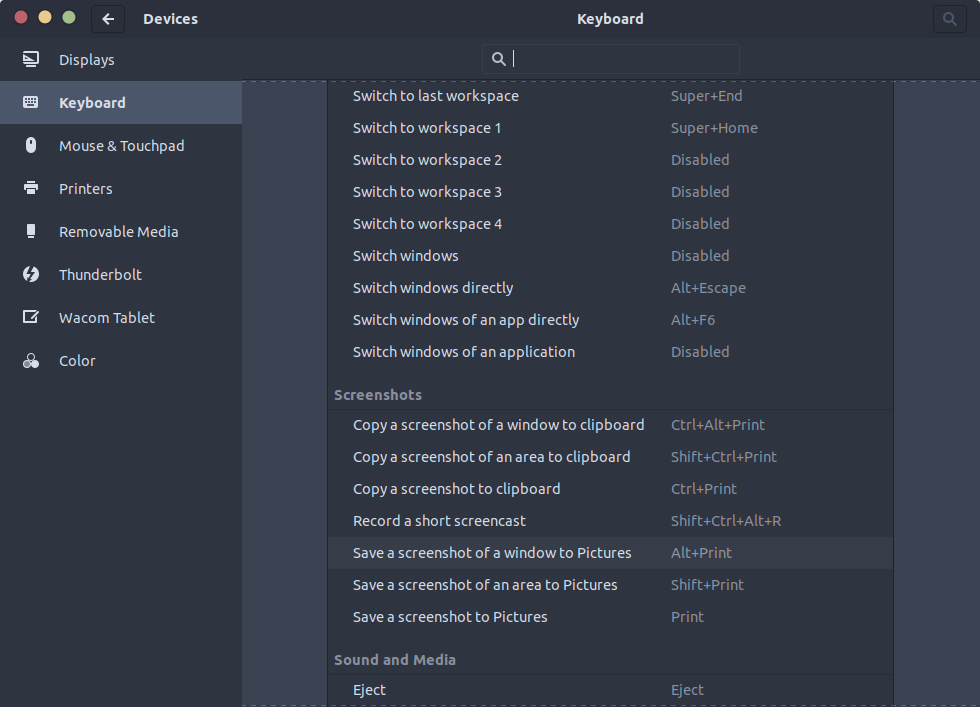 Devices
Keyboard
Displays
Keyboard
Mouse & Touchpad
Printers
Removable Media
Thunderbolt
Wacom Tablet
Color
Switch to last workspace Super+End
Switch to workspace 1 Super+Home
Switch to workspace 2 Disabled
Switch to workspace 3 Disabled
Switch to workspace 4 Disabled
Switch windows Disabled
Switch windows directly Alt+Escape
Switch windows of an app directly Alt+F6
Switch windows of an application Disabled
Screenshots
Copy a screenshot of a window to clipboard Ctrl+Alt+Print
Copy a screenshot of an area to clipboard Shift+Ctrl+Print
Copy a screenshot to clipboard Ctrl+Print
Record a short screencast Shift+Ctrl+Alt+R
Save a screenshot of a window to Pictures Alt+Print
Save a screenshot of an area to Pictures Shift+Print
Save a screenshot to Pictures Print
Sound and Media
Eject Eject